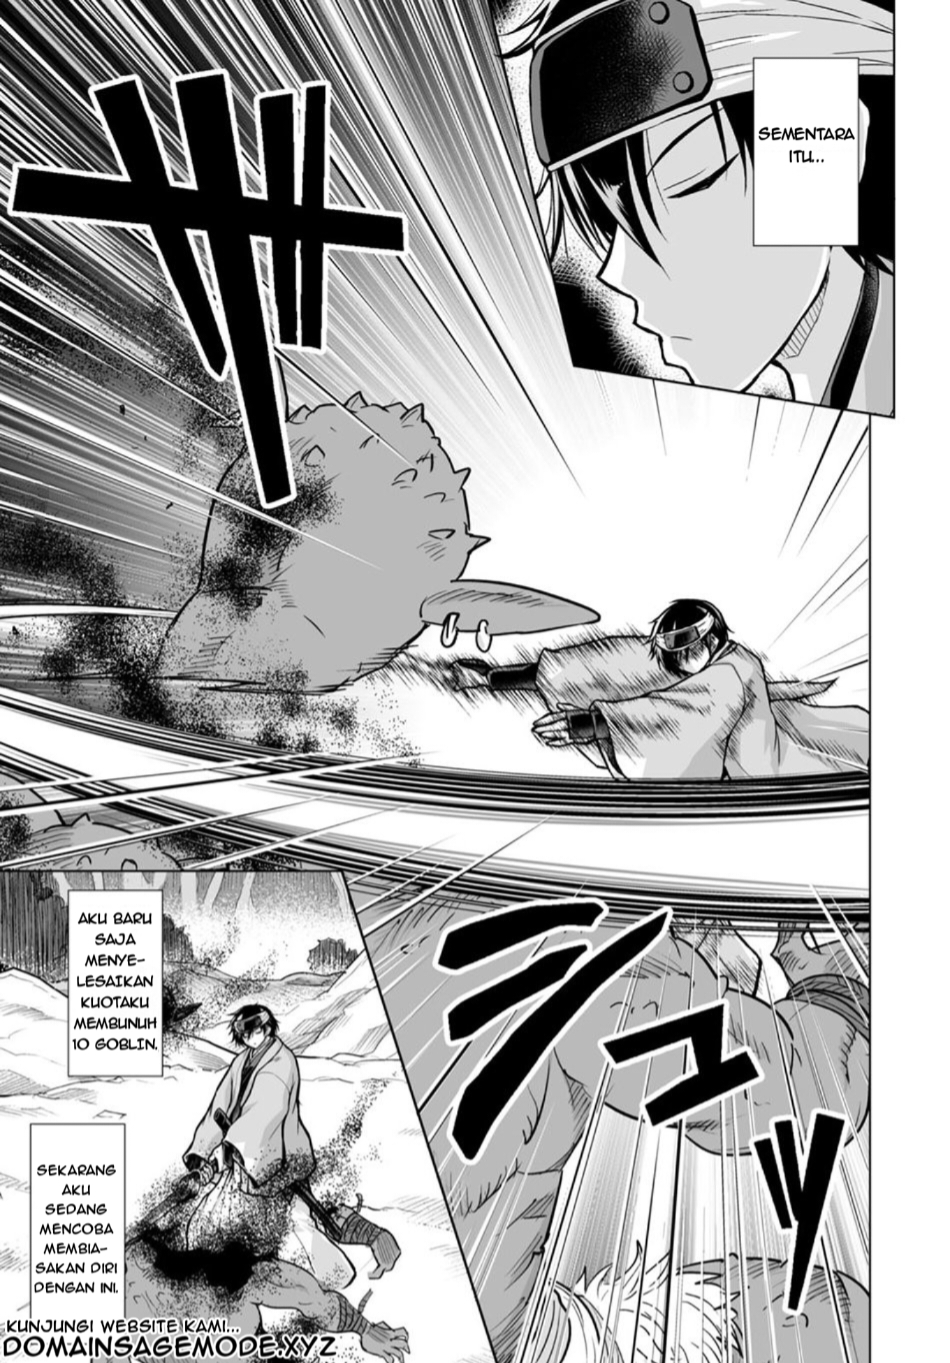 SEMENTARA
ITU...
ザザッ
シュッ
AKU BARU
SAJA
MENYE-
LESAIKAN
KUOTAKU
MEMBUNUH
10 GOBLIN.
SEKARANG
AKU
SEDANG
MENCOBA
MEMBIA-
SAKAN DIRI
DENGAN INI.
KUNJUNGI WEBSITE KAMI...
DOMAINSAGEMODE.XYZ